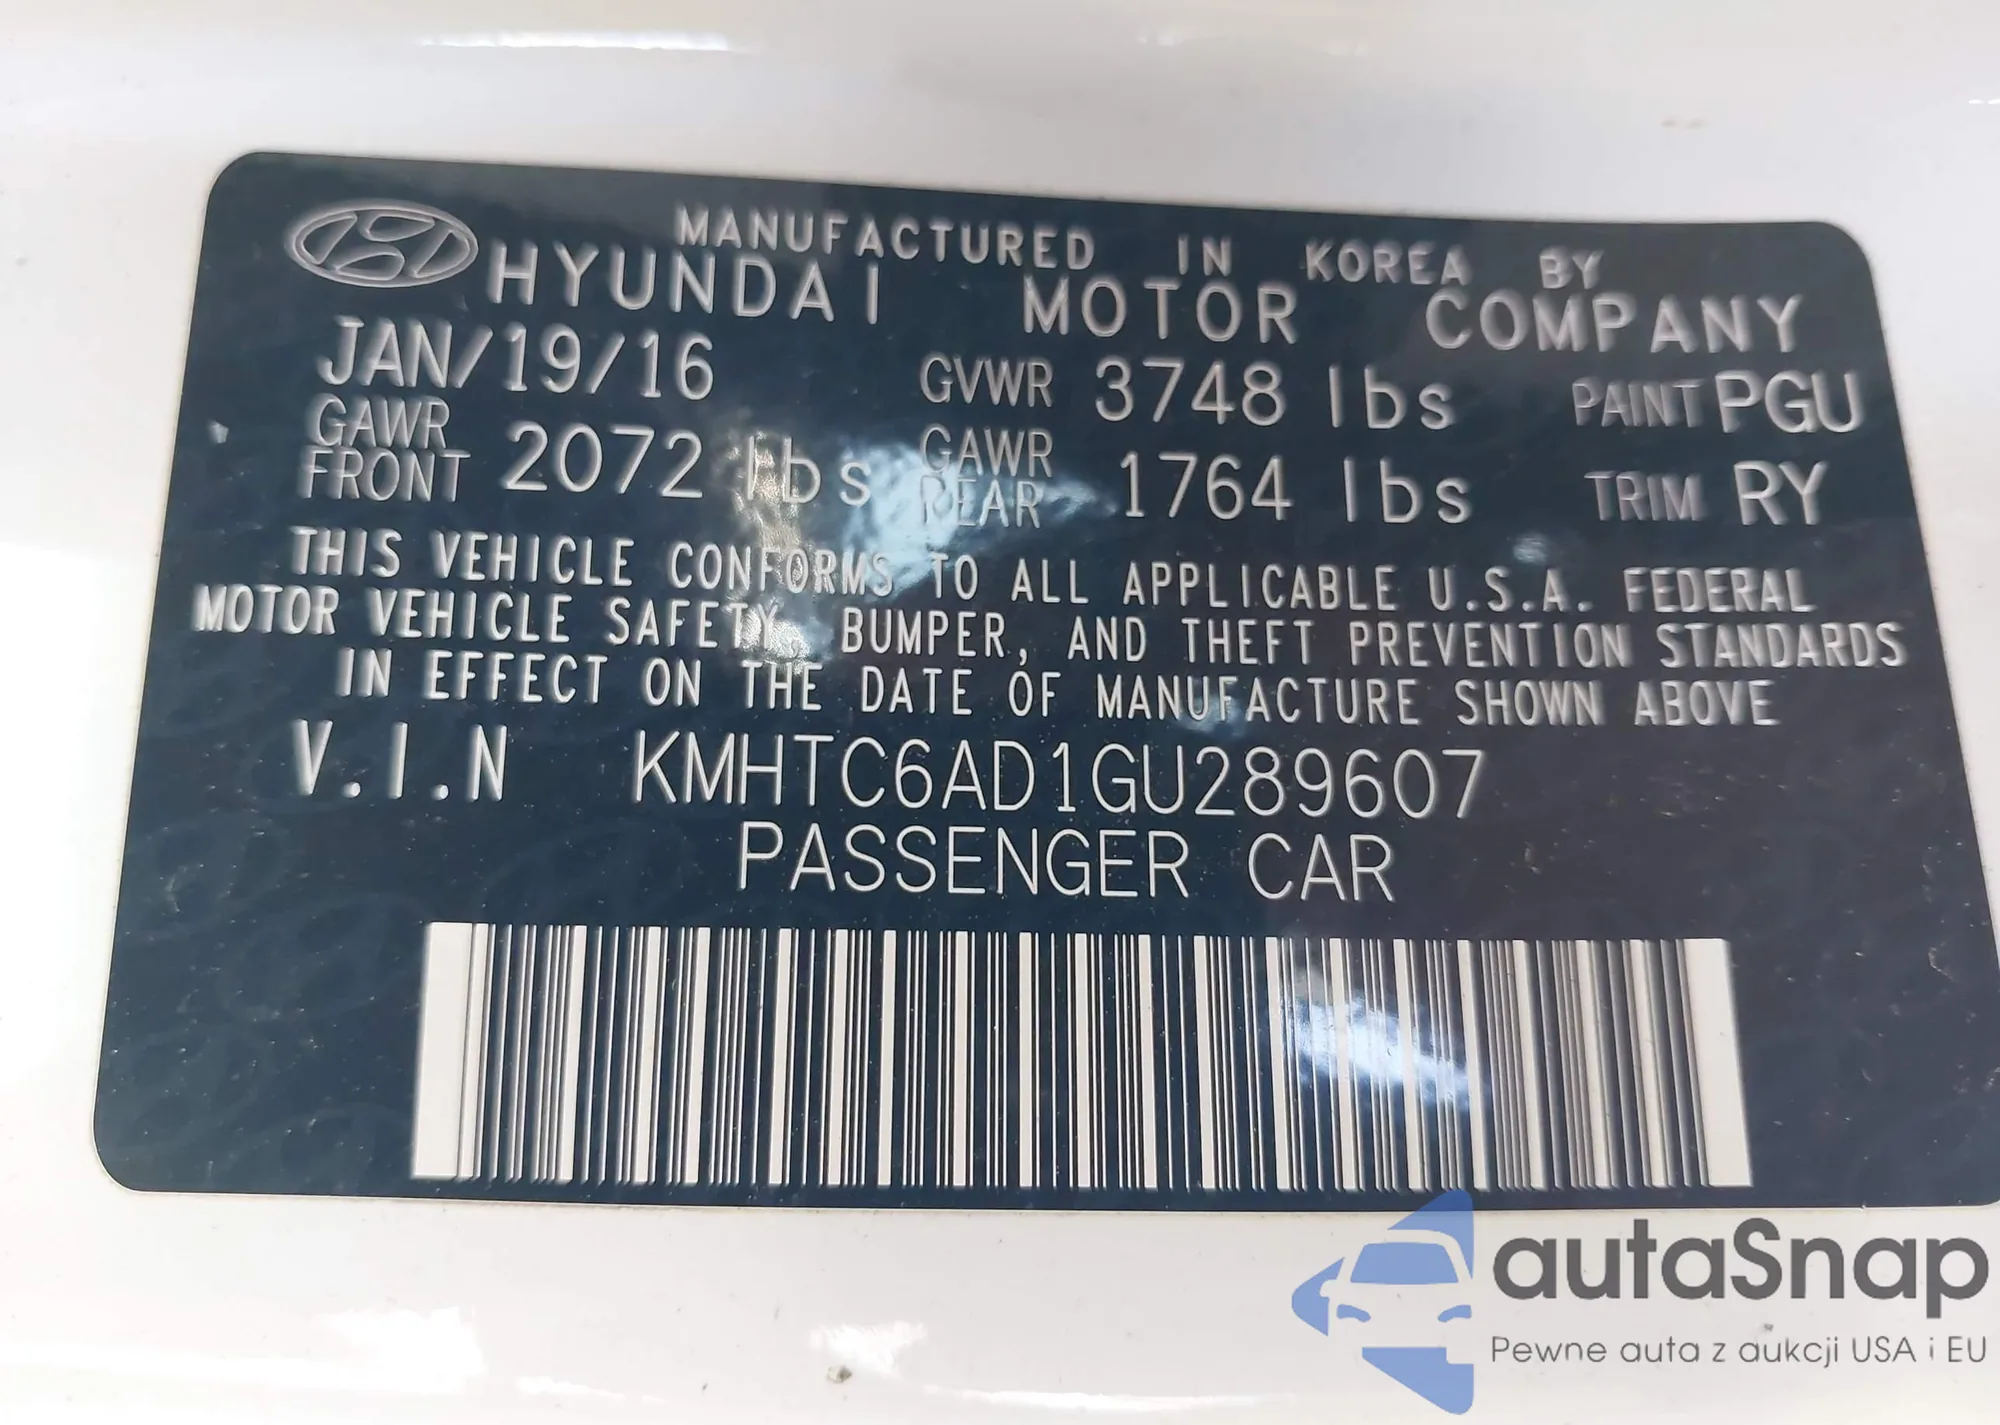 MANUFACTURED IN KOREA BY
HYUNDAI MOTOR COMPANY
JAN/19/16 GVWR 3748 lbs PAINT PGU
GAWR FRONT 2072 lbs GAWR REAR 1764 lbs TRIM RY
THIS VEHICLE CONFORMS TO ALL APPLICABLE U.S.A. FEDERAL
MOTOR VEHICLE SAFETY, BUMPER, AND THEFT PREVENTION STANDARDS
IN EFFECT ON THE DATE OF MANUFACTURE SHOWN ABOVE
V.I.N KMHTC6AD1GU289607
PASSENGER CAR
autaSnap
Pewne auta z aukcji USA i EU